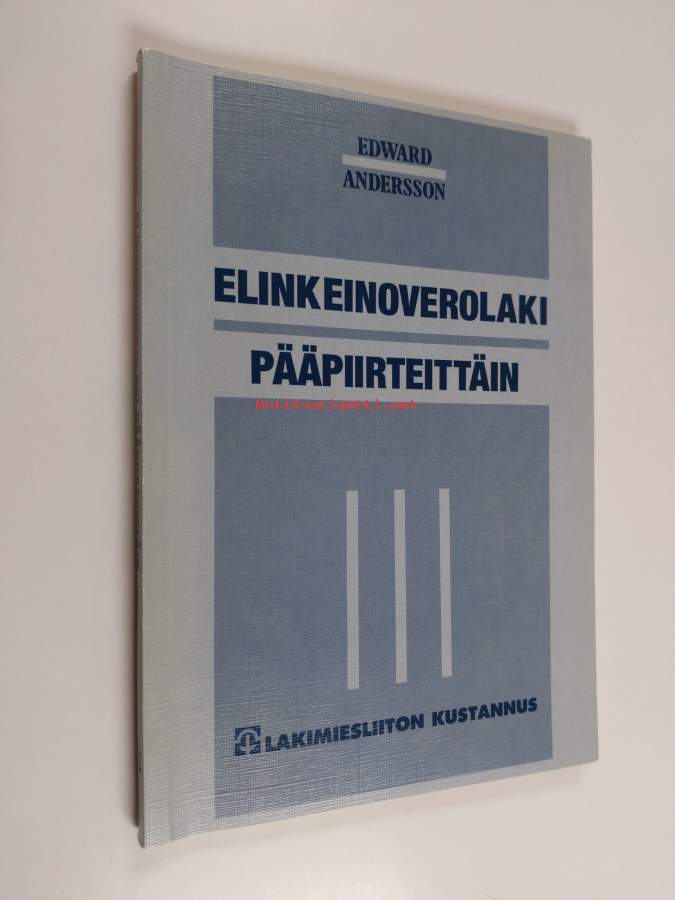 EDWARD
ANDERSSON
ELINKEINOVEROLAKI
PÄÄPIIRTEITTÄIN
Antikvariaatti.net
LAKIMIESLIITON KUSTANNUS